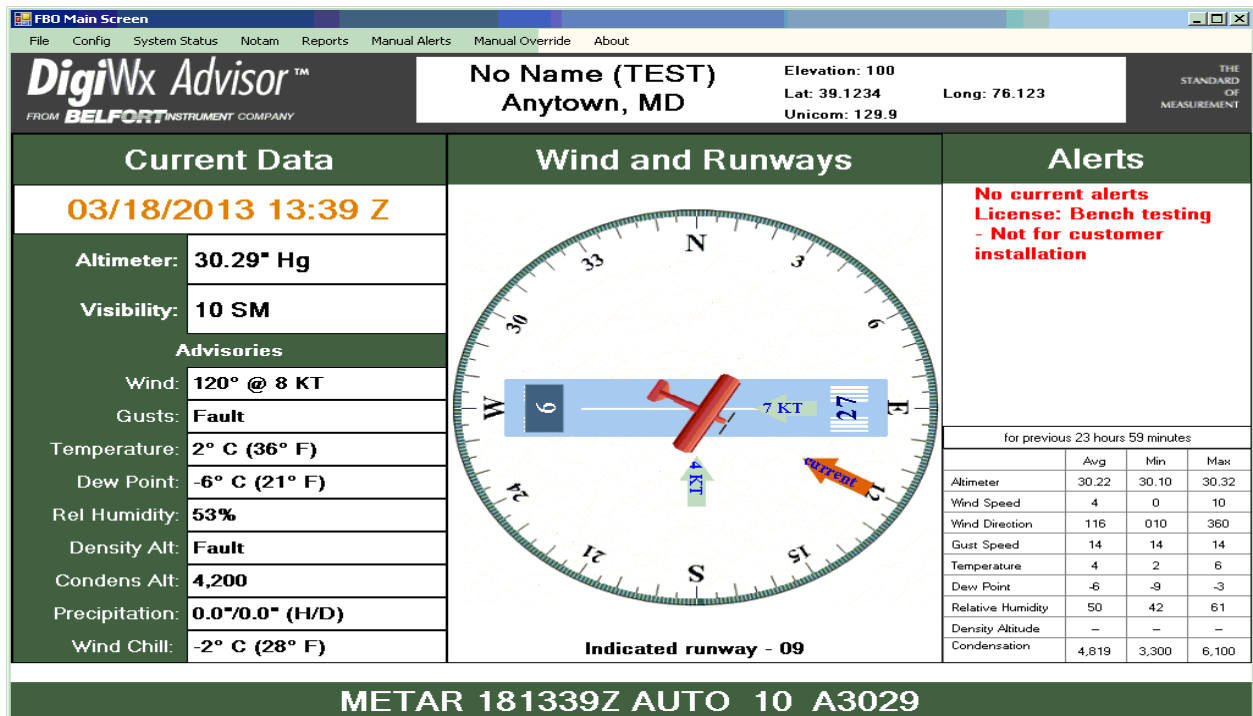 FBO Main Screen
File Config System Status Notam Reports Manual Alerts Manual Override About
DigiWx Advisor™
FROM BELFORT INSTRUMENT COMPANY
No Name (TEST)
Anytown, MD
Elevation: 100
Lat: 39.1234 Long: 76.123
Unicom: 129.9
THE
STANDARD
OF
MEASUREMENT
Current Data
03/18/2013 13:39 Z
Altimeter: 30.29" Hg
Visibility: 10 SM
Advisories
Wind: 120° @ 8 KT
Gusts: Fault
Temperature: 2° C (36° F)
Dew Point: -6° C (21° F)
Rel Humidity: 53%
Density Alt: Fault
Condens Alt: 4,200
Precipitation: 0.0"/0.0" (H/D)
Wind Chill: -2° C (28° F)
Wind and Runways
N
33
3
30
6
W
9
7 KT
27
E
4 KT
current
24
12
21
15
S
Indicated runway - 09
Alerts
No current alerts
License: Bench testing
- Not for customer
installation
for previous 23 hours 59 minutes
Avg Min Max
Altimeter 30.22 30.10 30.32
Wind Speed 4 0 10
Wind Direction 116 010 360
Gust Speed 14 14 14
Temperature 4 2 6
Dew Point -6 -9 -3
Relative Humidity 50 42 61
Density Altitude – – –
Condensation 4,819 3,300 6,100
METAR 181339Z AUTO 10 A3029